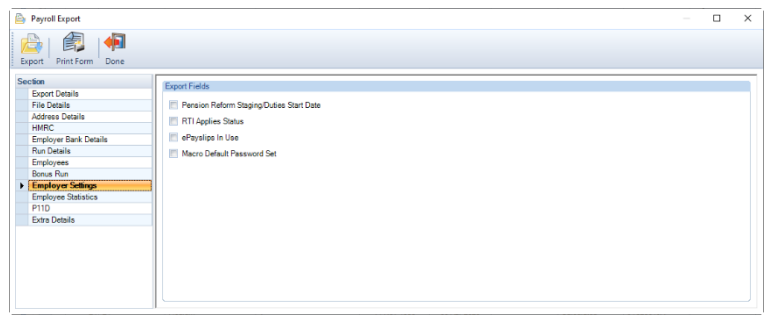 Payroll Export
Export Print Form Done
Section
Export Details
File Details
Address Details
HMRC
Employer Bank Details
Run Details
Employees
Bonus Run
Employer Settings
Employee Statistics
P11D
Extra Details
Export Fields
Pension Reform Staging/Duties Start Date
RTI Applies Status
ePayslips In Use
Macro Default Password Set